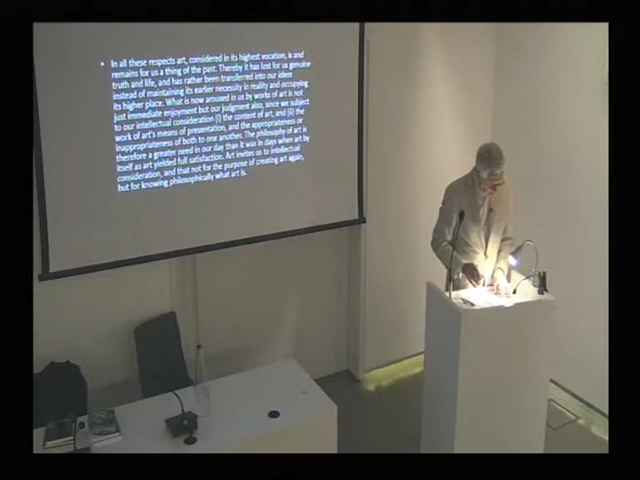 • In all these respects art, considered in its highest vocation, is and
remains for us a thing of the past. Thereby it has lost for us genuine
truth and life, and has rather been transferred into our ideas
instead of maintaining its earlier necessity in reality and occupying
its higher place. What is now aroused in us by works of art is not
just immediate enjoyment but our judgment also, since we subject
to our intellectual consideration (i) the content of art, and (ii) the
work of art's means of presentation, and the appropriateness or
inappropriateness of both to one another. The philosophy of art is
therefore a greater need in our day than it was in days when art by
itself as art yielded full satisfaction. Art invites us to intellectual
consideration, and that not for the purpose of creating art again,
but for knowing philosophically what art is.